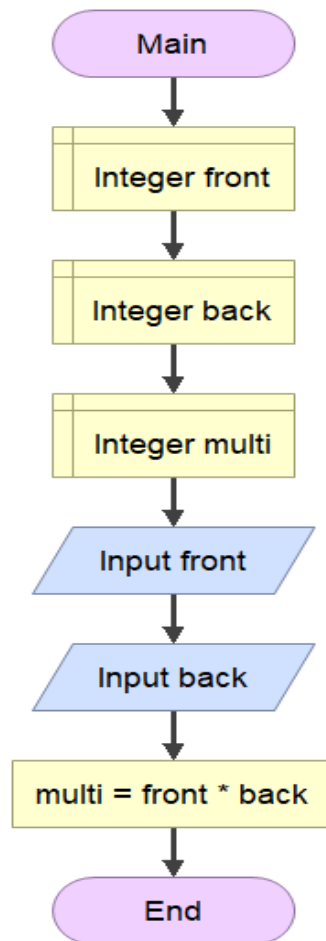 Main
Integer front
Integer back
Integer multi
Input front
Input back
multi = front * back
End